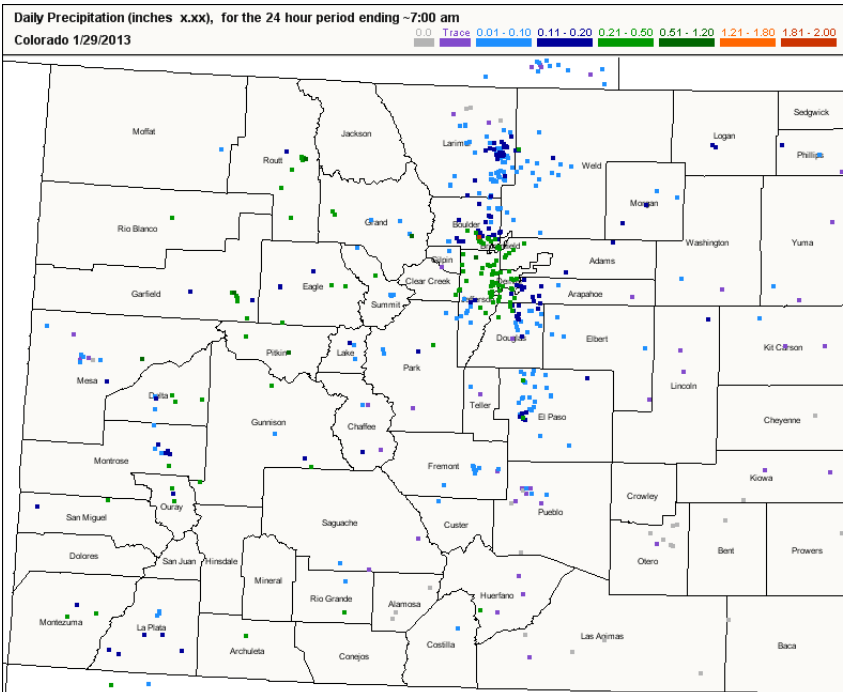 Daily Precipitation (inches x.xx), for the 24 hour period ending ~7:00 am
Colorado 1/29/2013
0.0 Trace 0.01 - 0.10 0.11 - 0.20 0.21 - 0.50 0.51 - 1.20 1.21 - 1.80 1.81 - 2.00
Sedgwick
Moffat
Jackson
Logan
Larim
Phillips
Routt
Weld
Morgan
Grand
Boulder
Rio Blanco
Washington
Yuma
Gilpin
Adams
Clear Creek
Eagle
Garfield
Arapahoe
Summit
Douglas
Elbert
Kit Carson
Pitkin
Lake
Park
Mesa
Lincoln
Delta
Teller
Gunnison
El Paso
Cheyenne
Chaffee
Montrose
Fremont
Kiowa
Crowley
Ouray
Pueblo
San Miguel
Saguache
Custer
Bent
Prowers
Dolores
San Juan
Hinsdale
Otero
Mineral
Huerfano
Rio Grande
Alamosa
Montezuma
La Plata
Las Animas
Costilla
Baca
Archuleta
Conejos